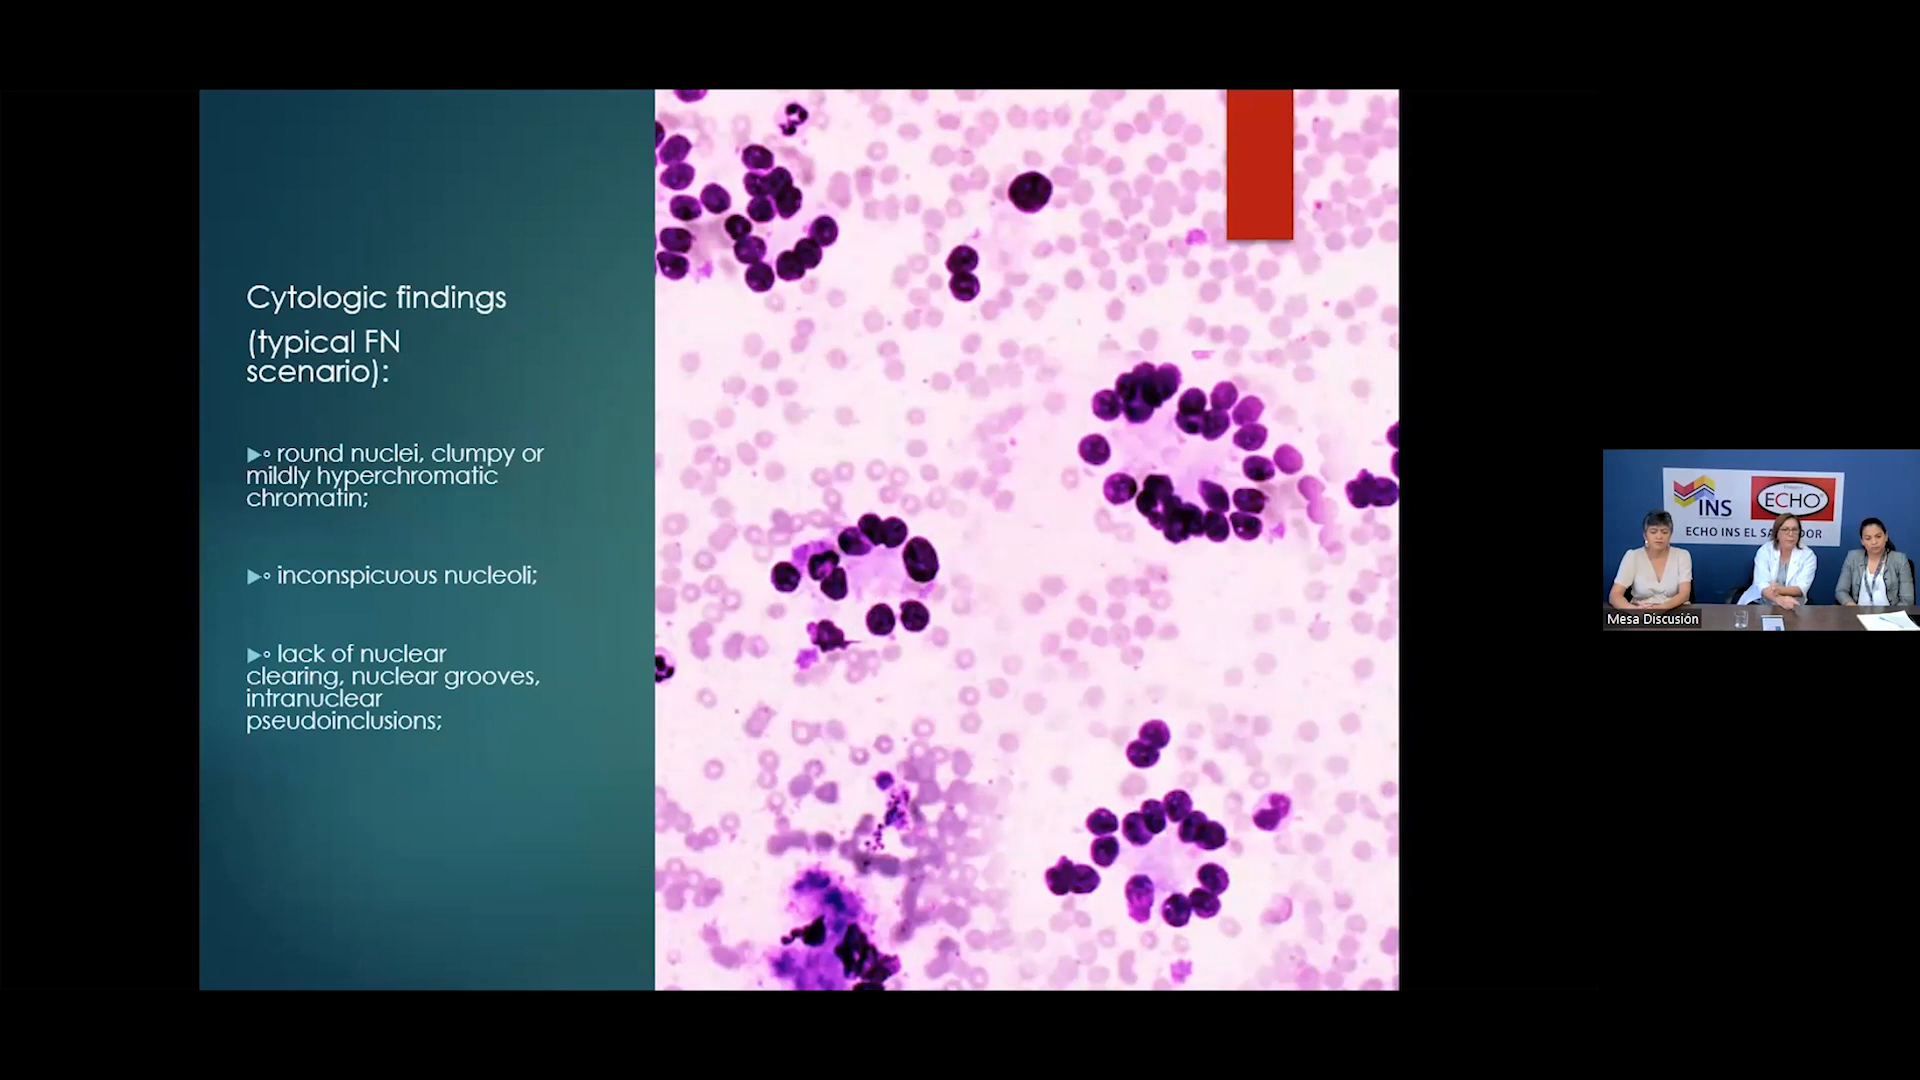 Cytologic findings
(typical FN
scenario):
▶◦ round nuclei, clumpy or
mildly hyperchromatic
chromatin;
▶◦ inconspicuous nucleoli;
▶◦ lack of nuclear
clearing, nuclear grooves,
intranuclear
pseudoinclusions;
INS
ECHO
ECHO INS EL SA DOR
Mesa Discusión